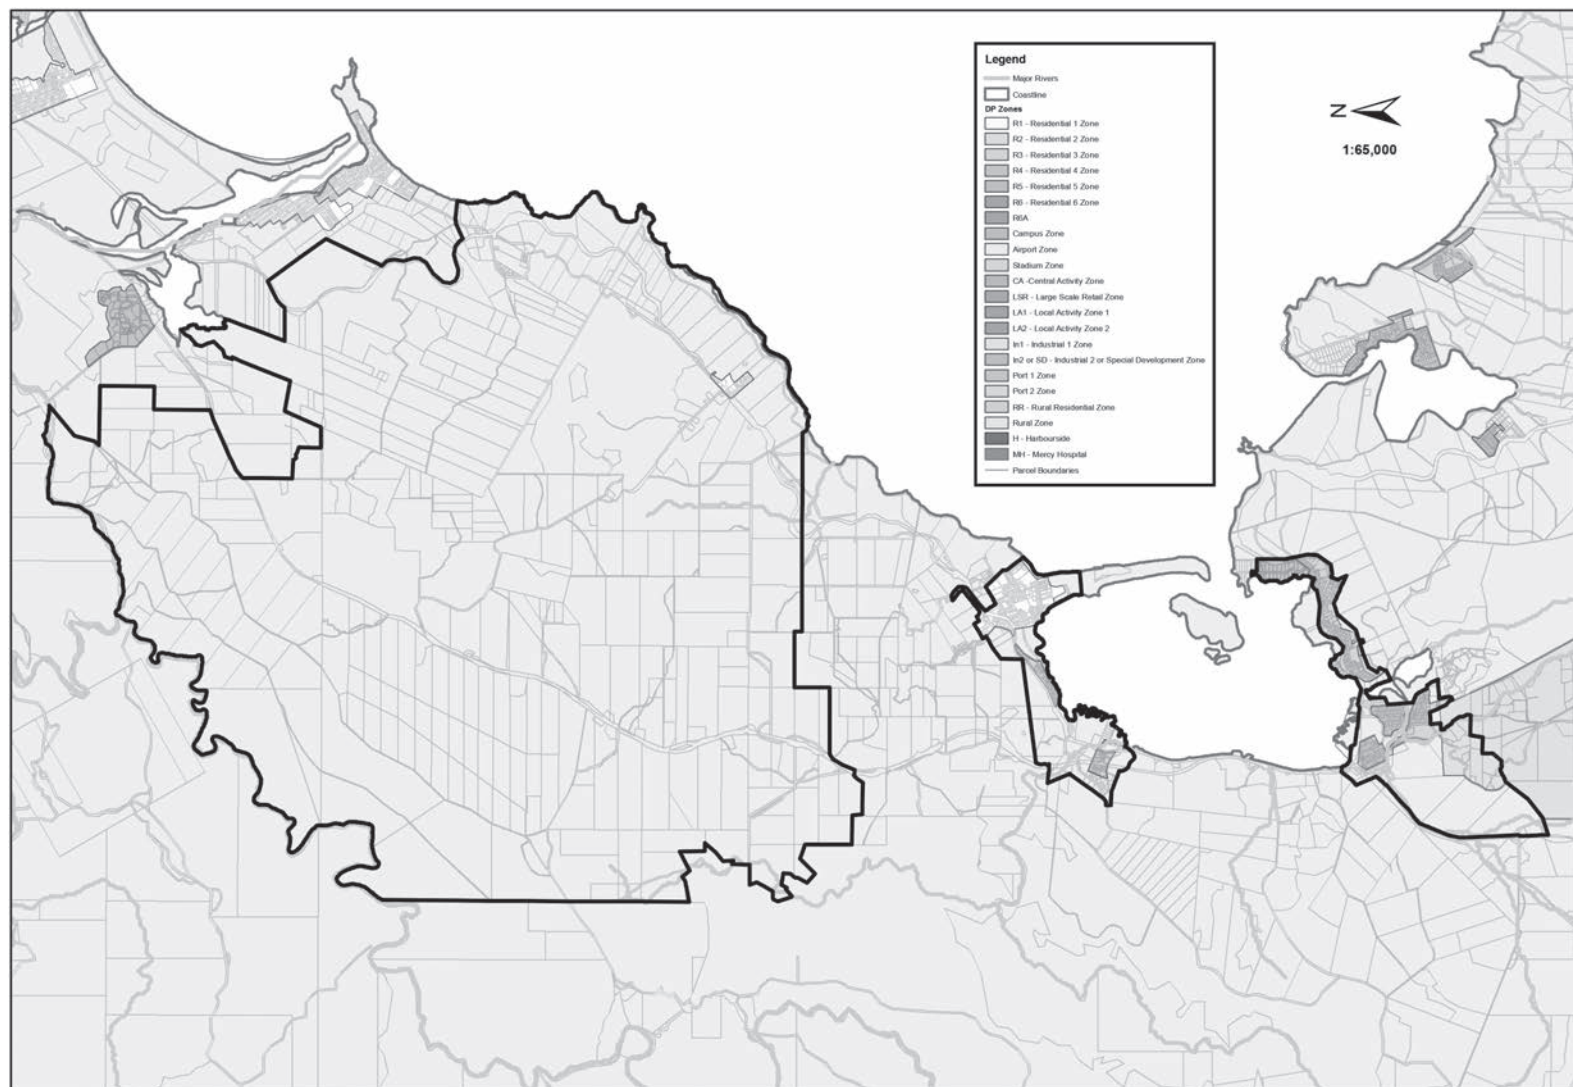 Legend
Major Rivers
Coastline
DP Zones
R1 - Residential 1 Zone
R2 - Residential 2 Zone
R3 - Residential 3 Zone
R4 - Residential 4 Zone
R5 - Residential 5 Zone
R6 - Residential 6 Zone
R6A
Campus Zone
Airport Zone
Stadium Zone
CA -Central Activity Zone
LSR - Large Scale Retail Zone
LA1 - Local Activity Zone 1
LA2 - Local Activity Zone 2
In1 - Industrial 1 Zone
In2 or SD - Industrial 2 or Special Development Zone
Port 1 Zone
Port 2 Zone
RR - Rural Residential Zone
Rural Zone
H - Harbourside
MH - Mercy Hospital
Parcel Boundaries
N
1:65,000